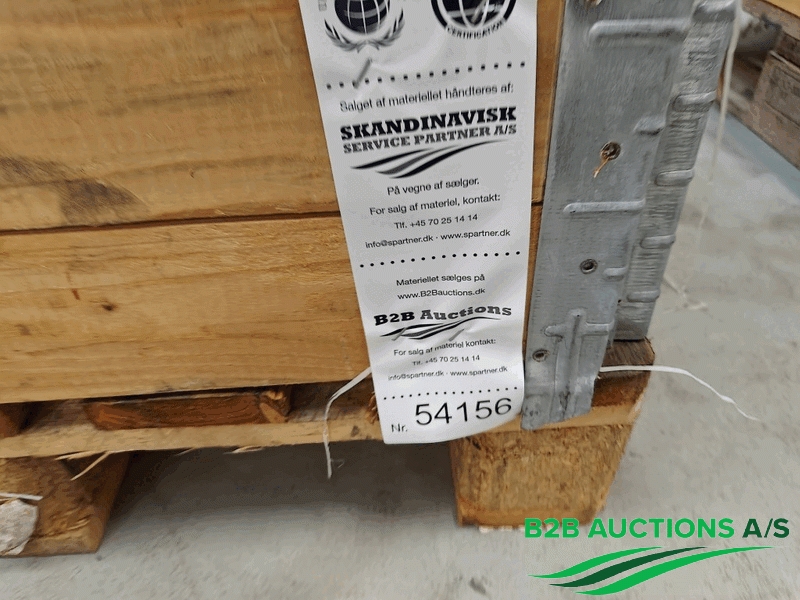 CERTIFICATION
Salget af materiellet håndteres af:
SKANDINAVISK
SERVICE PARTNER A/S
På vegne af sælger.
For salg af materiel, kontakt:
Tlf. +45 70 25 14 14
info@spartner.dk · www.spartner.dk
Materiellet sælges på
www.B2Bauctions.dk
B2B Auctions
For salg af materiel kontakt:
Tlf. +45 70 25 14 14
info@spartner.dk · www.spartner.dk
Nr. 54156
B2B AUCTIONS A/S